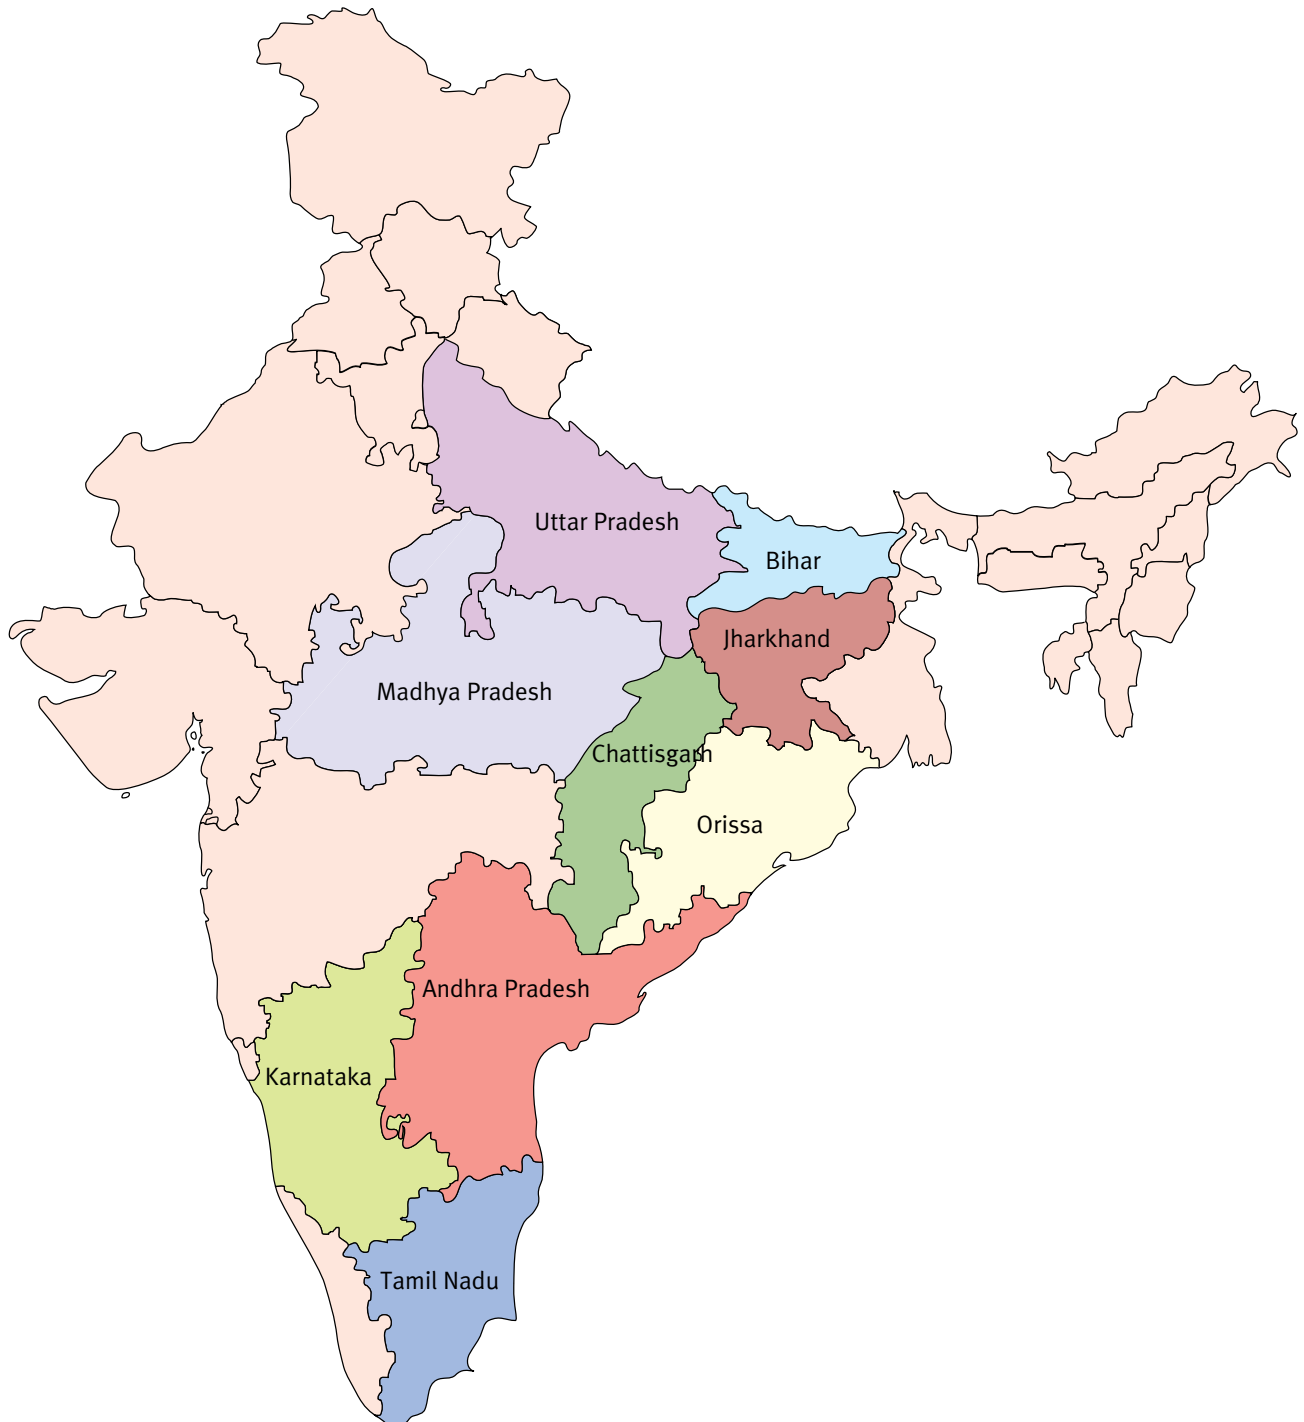 Uttar Pradesh
Bihar
Jharkhand
Madhya Pradesh
Chattisgarh
Orissa
Andhra Pradesh
Karnataka
Tamil Nadu